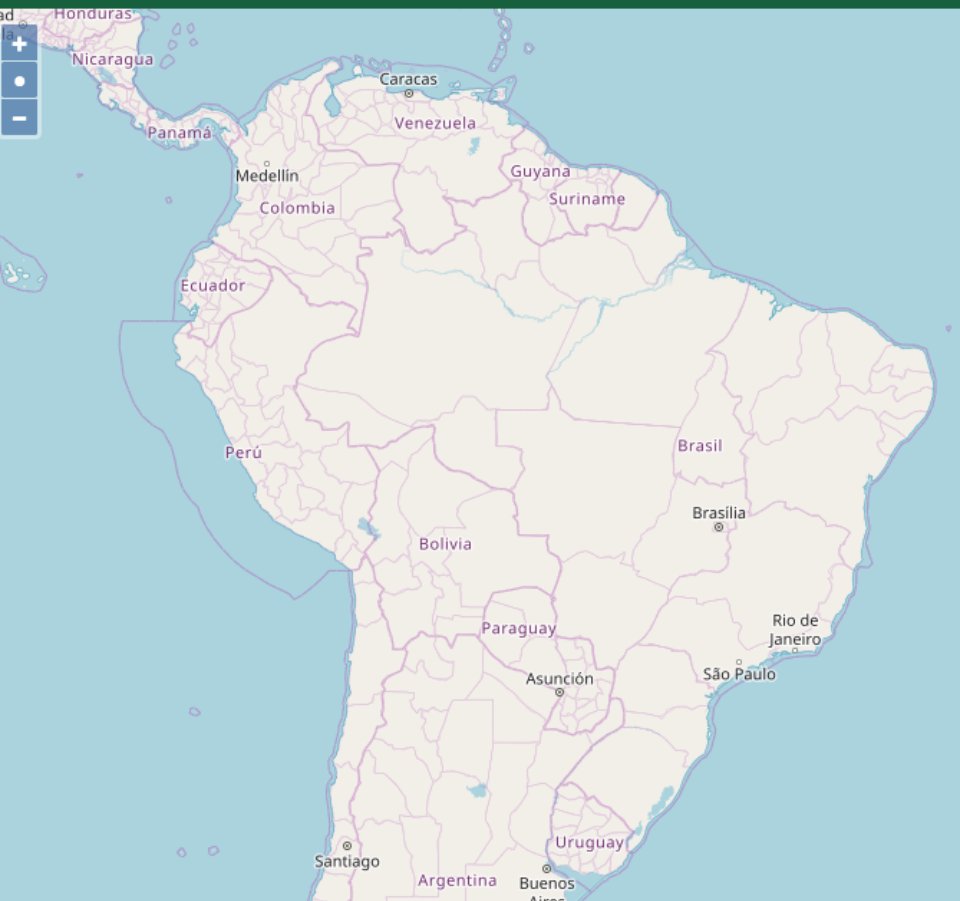 Honduras
Nicaragua
Panamá
Caracas
Venezuela
Medellín
Colombia
Guyana
Suriname
Ecuador
Perú
Brasil
Brasília
Bolivia
Paraguay
Rio de
Janeiro
São Paulo
Asunción
Uruguay
Santiago
Argentina
Buenos
Aires